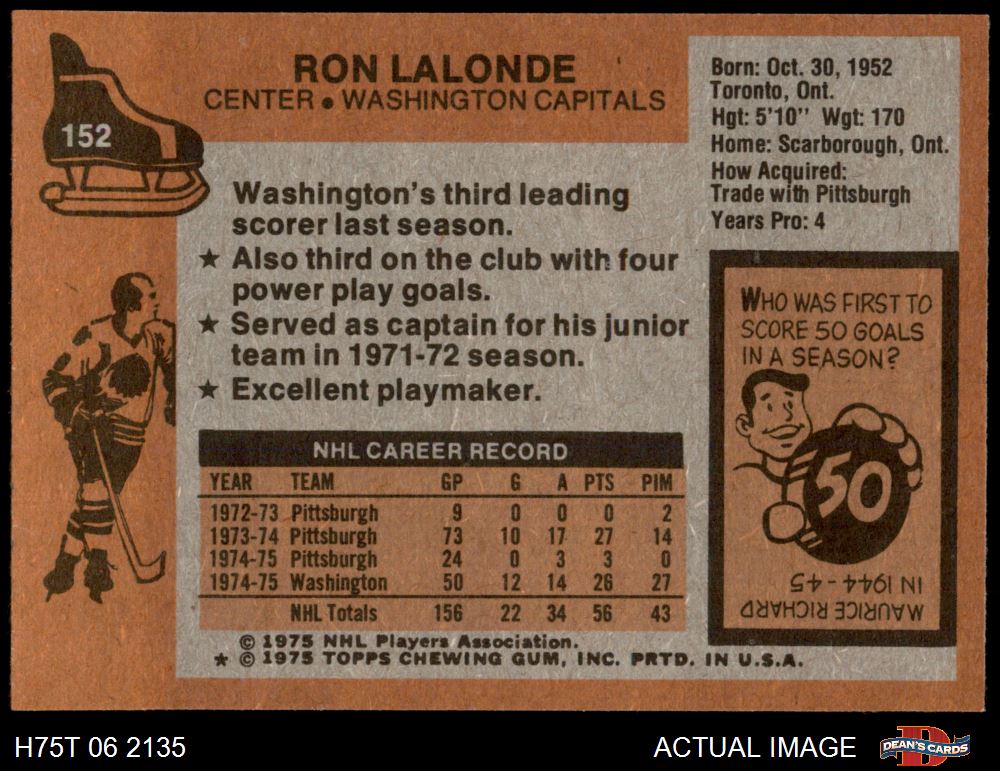 152
RON LALONDE
CENTER • WASHINGTON CAPITALS
Born: Oct. 30, 1952
Toronto, Ont.
Hgt: 5'10" Wgt: 170
Home: Scarborough, Ont.
How Acquired:
Trade with Pittsburgh
Years Pro: 4
Washington's third leading
scorer last season.
★ Also third on the club with four
power play goals.
★ Served as captain for his junior
team in 1971-72 season.
★ Excellent playmaker.
NHL CAREER RECORD
YEAR TEAM GP G A PTS PIM
1972-73 Pittsburgh 9 0 0 0 2
1973-74 Pittsburgh 73 10 17 27 14
1974-75 Pittsburgh 24 0 3 3 0
1974-75 Washington 50 12 14 26 27
NHL Totals 156 22 34 56 43
© 1975 NHL Players Association.
★ © 1975 TOPPS CHEWING GUM, INC. PRTD. IN U.S.A.
WHO WAS FIRST TO
SCORE 50 GOALS
IN A SEASON?
50
MAURICE RICHARD
IN 1944-45
H75T 06 2135
ACTUAL IMAGE
DEAN'S CARDS